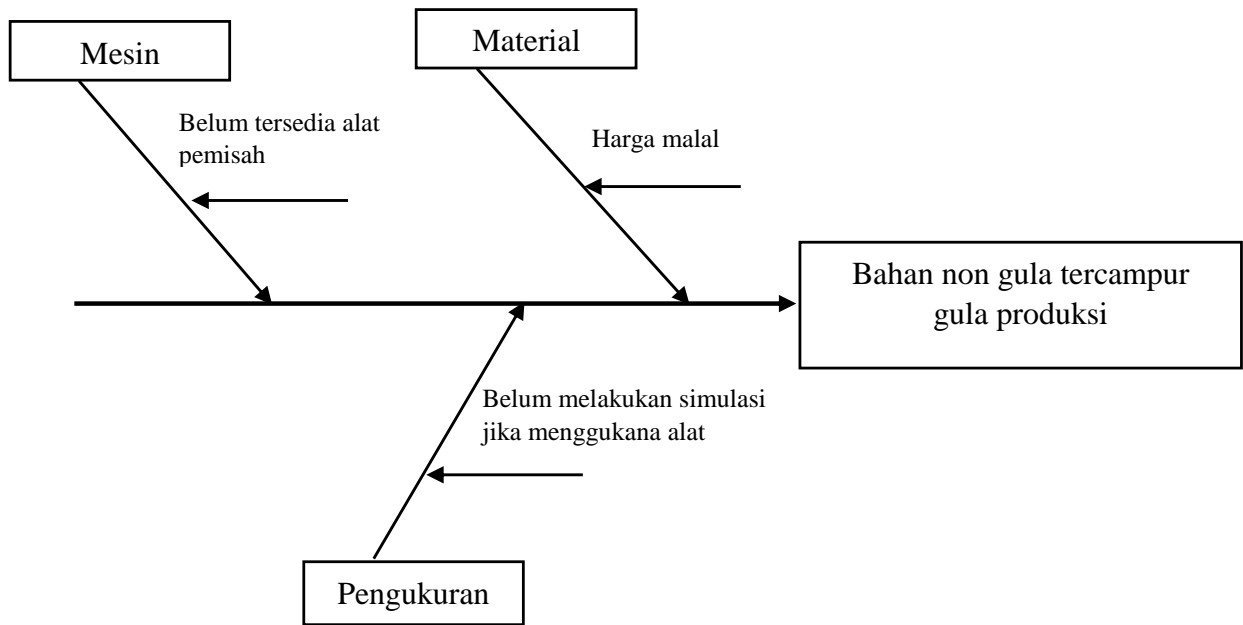 Mesin
Material
Belum tersedia alat
pemisah
Harga malal
Bahan non gula tercampur
gula produksi
Belum melakukan simulasi
jika menggukana alat
Pengukuran